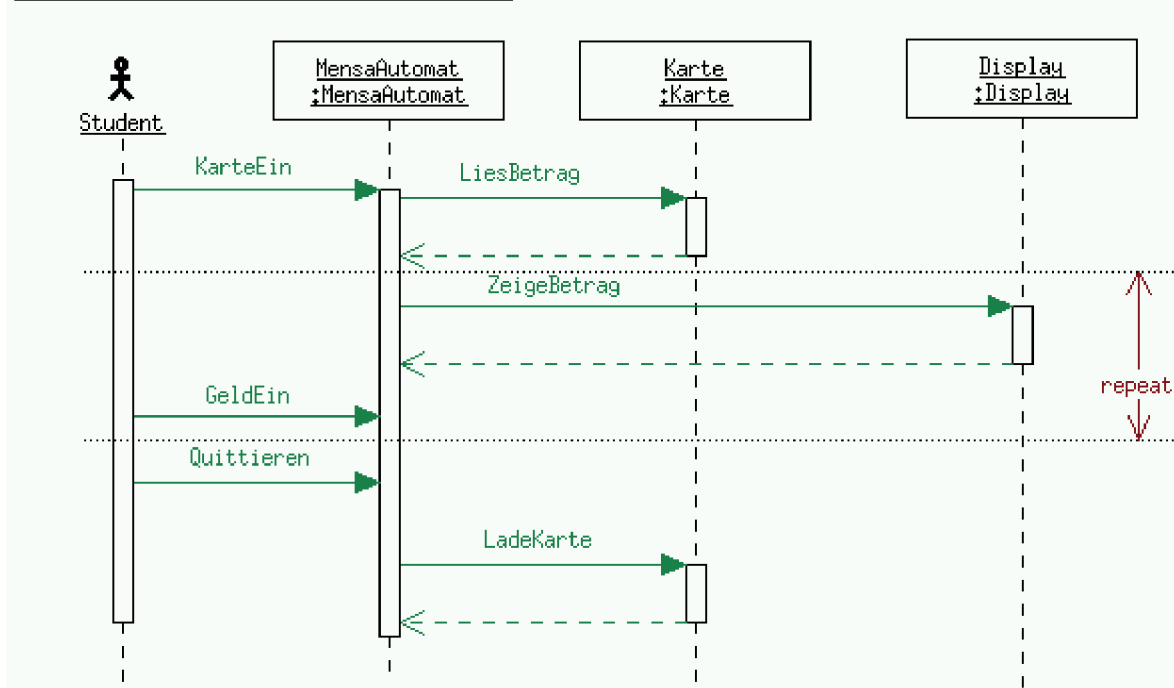 MensaAutomat
:MensaAutomat
Karte
:Karte
Display
:Display
Student
KarteEin
LiesBetrag
ZeigeBetrag
repeat
GeldEin
Quittieren
LadeKarte